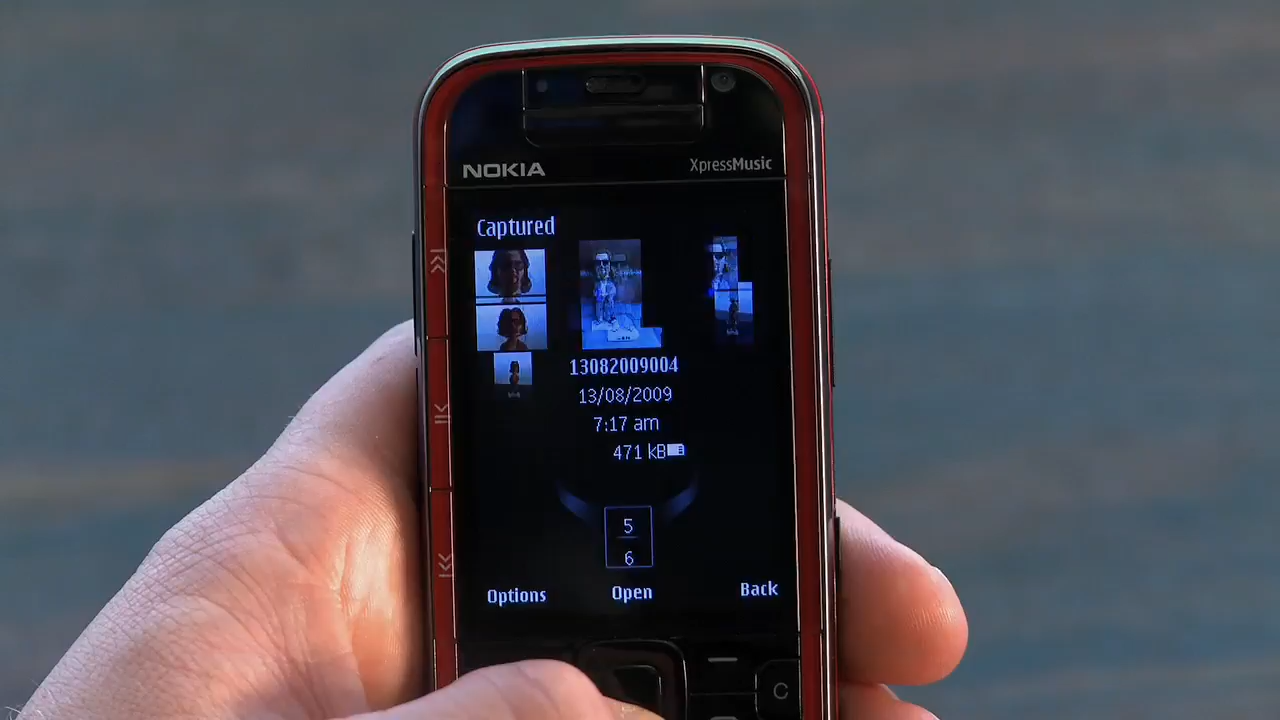 NOKIA
XpressMusic
Captured
13082009004
13/08/2009
7:17 am
471 kB
5
6
Options
Open
Back
C